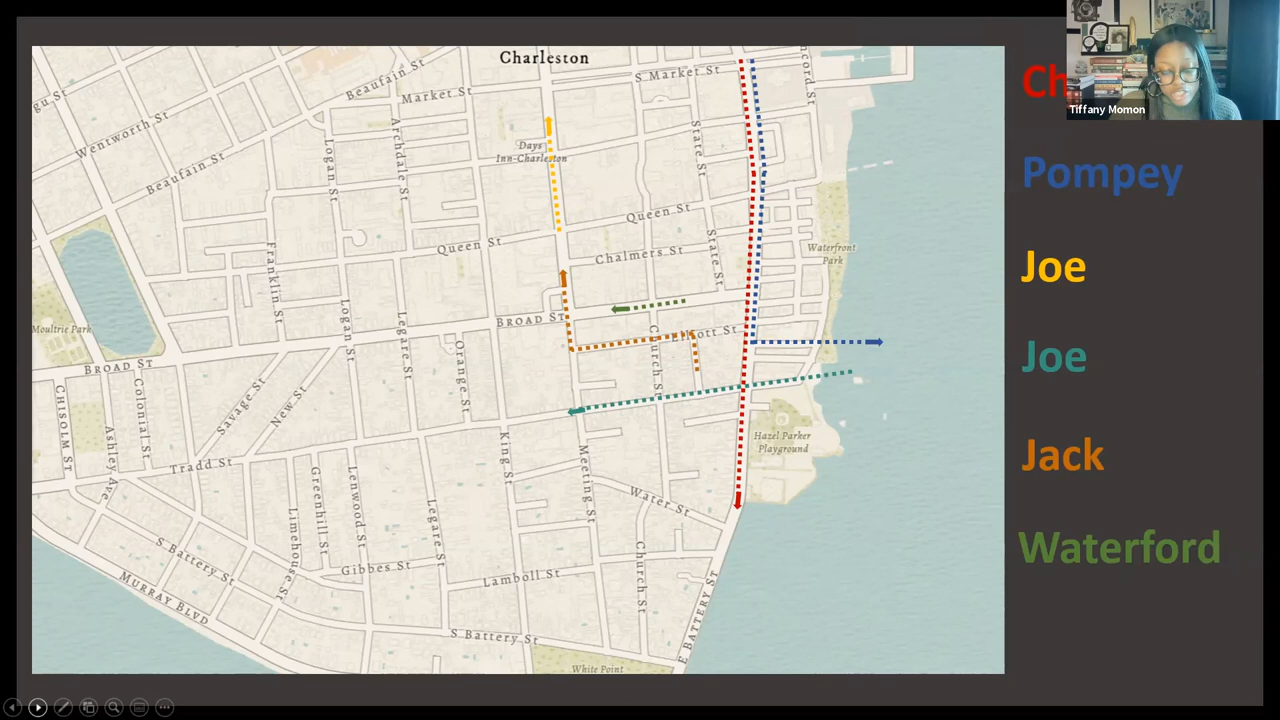 Charleston
Beaufain St
S Market St
Market St
Wentworth St
Beaufain St
Logan St
Archdale St
State St
Days
Inn-Charleston
Queen St
Queen St
Chalmers St
State St
Waterfront
Park
Franklin St
Logan St
Legare St
Broad St
Elliott St
Church St
Orange St
Moultrie Park
Broad St
Chisolm St
Colonial St
Ashley Ave
Savage St
New St
Tradd St
King St
Meeting St
Hazel Parker
Playground
Greenhill St
Lenwood St
Limehouse St
Legare St
Water St
Church St
S Battery St
Gibbes St
Lamboll St
Murray Blvd
S Battery St
E Battery St
White Point
Tiffany Momon
Pompey
Joe
Joe
Jack
Waterford